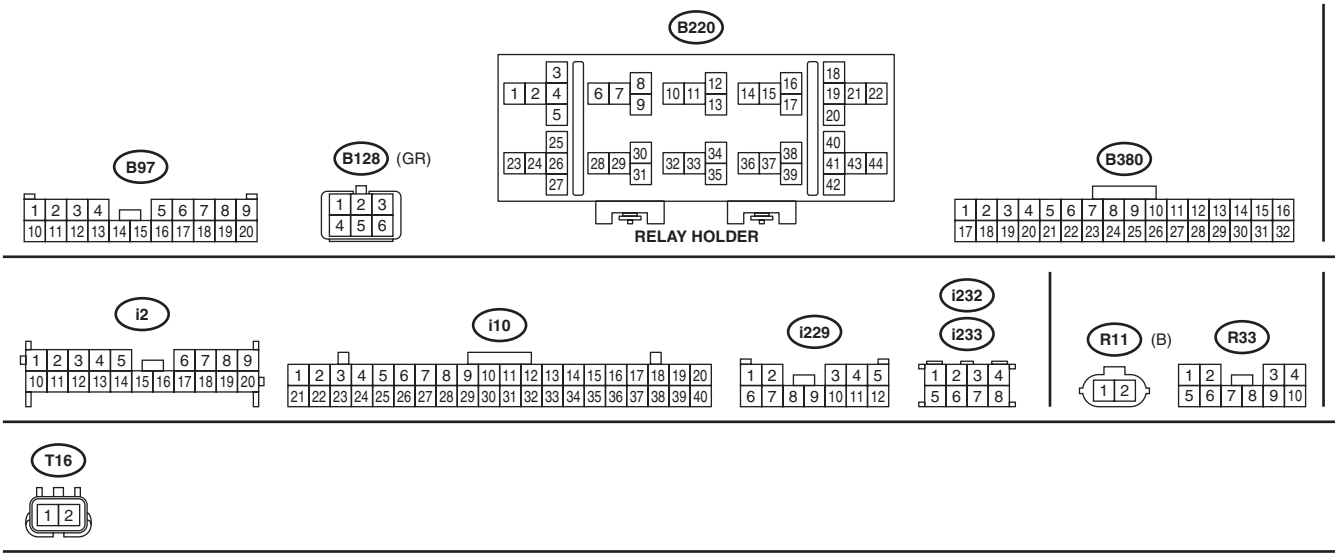 B220
3 8 12 16 18
1 2 4 6 7 10 11 14 15 19 21 22
5 9 13 17 20
25 30 34 38 40
23 24 26 28 29 32 33 36 37 41 43 44
27 31 35 39 42
RELAY HOLDER
B97
1 2 3 4 5 6 7 8 9
10 11 12 13 14 15 16 17 18 19 20
B128 (GR)
1 2 3
4 5 6
B380
1 2 3 4 5 6 7 8 9 10 11 12 13 14 15 16
17 18 19 20 21 22 23 24 25 26 27 28 29 30 31 32
i2
1 2 3 4 5 6 7 8 9
10 11 12 13 14 15 16 17 18 19 20
i10
1 2 3 4 5 6 7 8 9 10 11 12 13 14 15 16 17 18 19 20
21 22 23 24 25 26 27 28 29 30 31 32 33 34 35 36 37 38 39 40
i229
1 2 3 4 5
6 7 8 9 10 11 12
i232
i233
1 2 3 4
5 6 7 8
R11 (B)
1 2
R33
1 2 3 4
5 6 7 8 9 10
T16
1 2